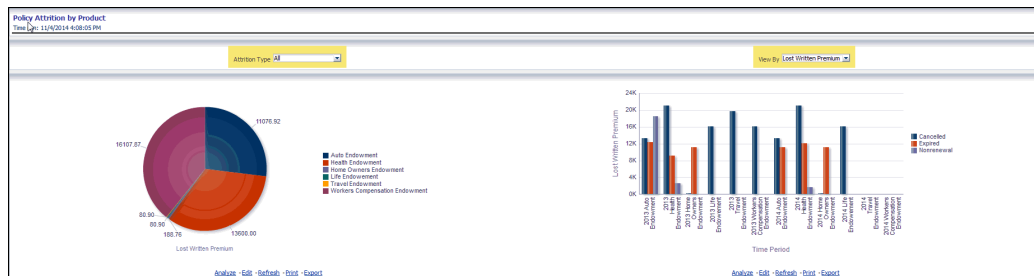 Policy Attrition by Product
Time run: 11/4/2014 4:08:05 PM
Attrition Type All
View By Lost Written Premium
11076.92
16107.87
88.90
88.90
188.76
13600.80
Lost Written Premium
Auto Endowment
Health Endowment
Home Owners Endowment
Life Endowement
Travel Endowment
Workers Compensation Endowment
Analyze - Edit - Refresh - Print - Export
Lost Written Premium
24K
20K
16K
12K
8K
4K
0K
2013 Auto Endowment
2013 Health Endowment
2013 Home Owners Endowment
2013 Life Endowment
2013 Travel Endowment
2013 Workers Compensation Endowment
2014 Auto Endowment
2014 Health Endowment
2014 Home Owners Endowment
2014 Life Endowment
2014 Travel Endowment
2014 Workers Compensation Endowment
Time Period
Cancelled
Expired
Nonrenewal
Analyze - Edit - Refresh - Print - Export